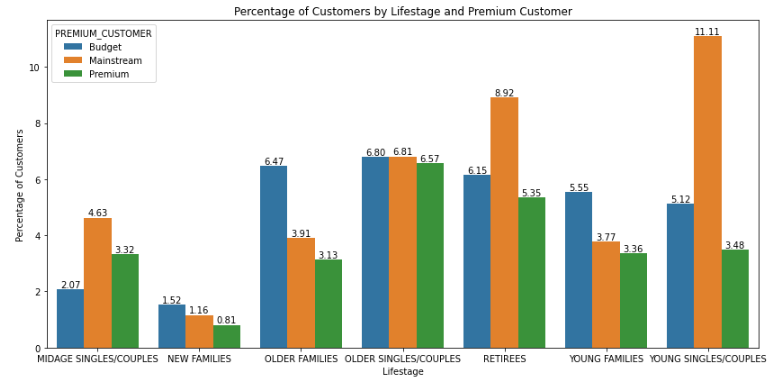 Percentage of Customers by Lifestage and Premium Customer
PREMIUM_CUSTOMER
Budget
Mainstream
Premium
Percentage of Customers
10
8
6
4
2
0
2.07
4.63
3.32
1.52
1.16
0.81
6.47
3.91
3.13
6.80
6.81
6.57
6.15
8.92
5.35
5.55
3.77
3.36
5.12
11.11
3.48
MIDAGE SINGLES/COUPLES
NEW FAMILIES
OLDER FAMILIES
OLDER SINGLES/COUPLES
RETIREES
YOUNG FAMILIES
YOUNG SINGLES/COUPLES
Lifestage